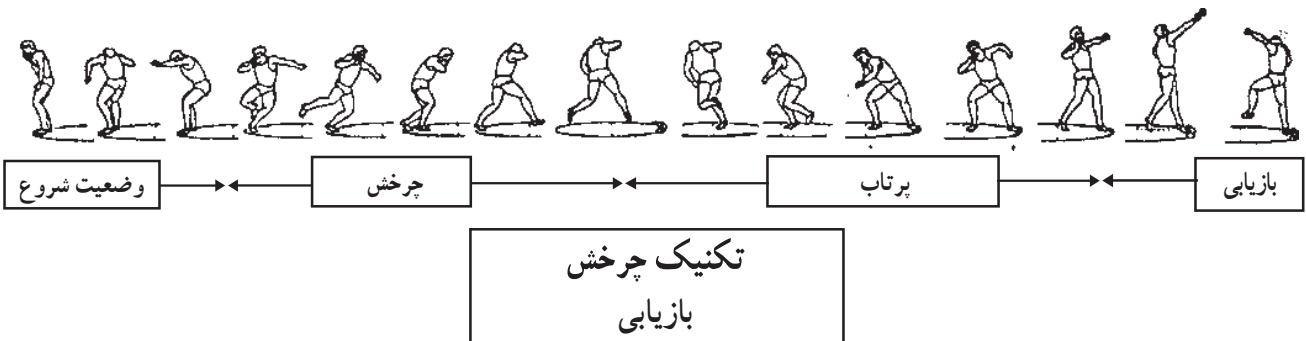 وضعیت شروع
چرخش
پرتاب
بازیابی
تکنیک چرخش
بازیابی